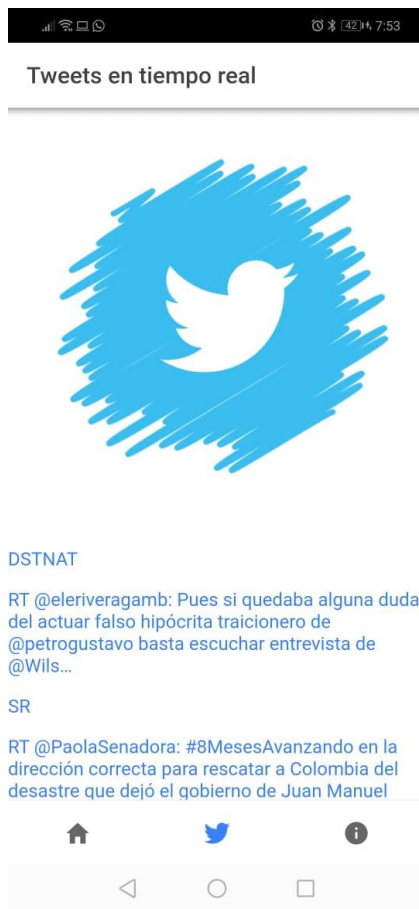 42 7:53
Tweets en tiempo real
DSTNAT
RT @eleriveragamb: Pues si quedaba alguna duda
del actuar falso hipócrita traicionero de
@petrogustavo basta escuchar entrevista de
@Wils…
SR
RT @PaolaSenadora: #8MesesAvanzando en la
dirección correcta para rescatar a Colombia del
desastre que dejó el gobierno de Juan Manuel